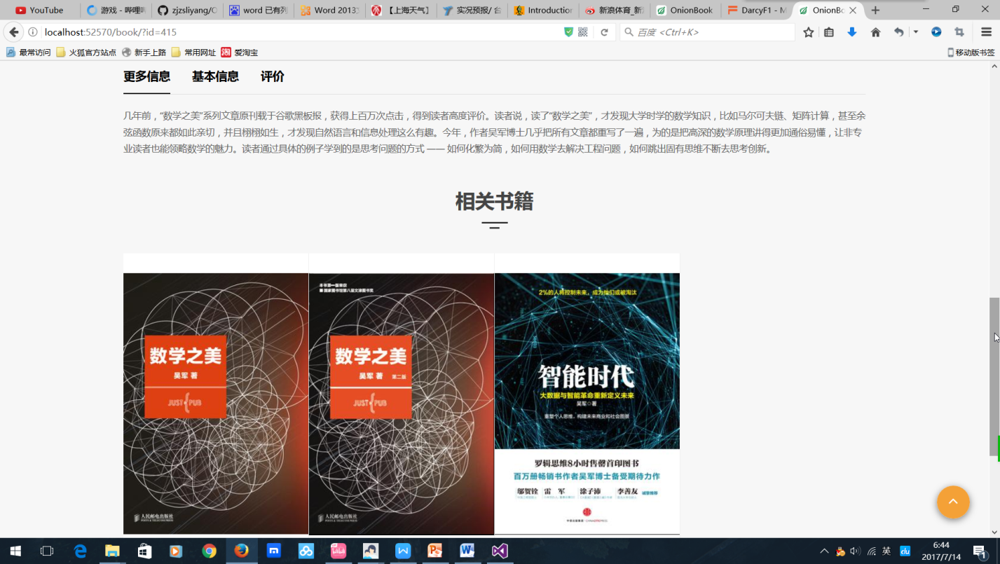 YouTube
游戏 - 哔哩哔
zjzsliyang/O
word 已有列
Word 2013
【上海天气】
实况预报/ 台
Introduction
新浪体育_新
OnionBook
DarcyF1 - M
OnionBo
localhost:52570/book/?id=415
百度 <Ctrl+K>
最常访问
火狐官方站点
新手上路
常用网址
爱淘宝
移动版书签
更多信息 基本信息 评价
几年前，“数学之美”系列文章原刊载于谷歌黑板报，获得上百万次点击，得到读者高度评价。读者说，读了“数学之美”，才发现大学时学的数学知识，比如马尔可夫链、矩阵计算，甚至余
弦函数原来都如此亲切，并且栩栩如生，才发现自然语言和信息处理这么有趣。今年，作者吴军博士几乎把所有文章都重写了一遍，为的是把高深的数学原理讲得更加通俗易懂，让非专
业读者也能领略数学的魅力。读者通过具体的例子学到的是思考问题的方式 —— 如何化繁为简，如何用数学去解决工程问题，如何跳出固有思维不断去思考创新。
相关书籍
数学之美
吴军 著
JUST PUB
人民邮电出版社
POSTS & TELECOM PRESS
本书第一版荣获
国家图书馆第八届文津图书奖
数学之美
吴军 著 第二版
JUST PUB
人民邮电出版社
POSTS & TELECOM PRESS
2%的人将控制未来，成为他们或被淘汰
智能时代
大数据与智能革命重新定义未来
吴军◎著
重塑个人思维，构建未来商业和社会图景
罗辑思维8小时售罄首印图书
百万册畅销书作者吴军博士备受期待力作
邬贺铨 雷 军 涂子沛 李善友 诚挚推荐
英
du
6:44
2017/7/14
1